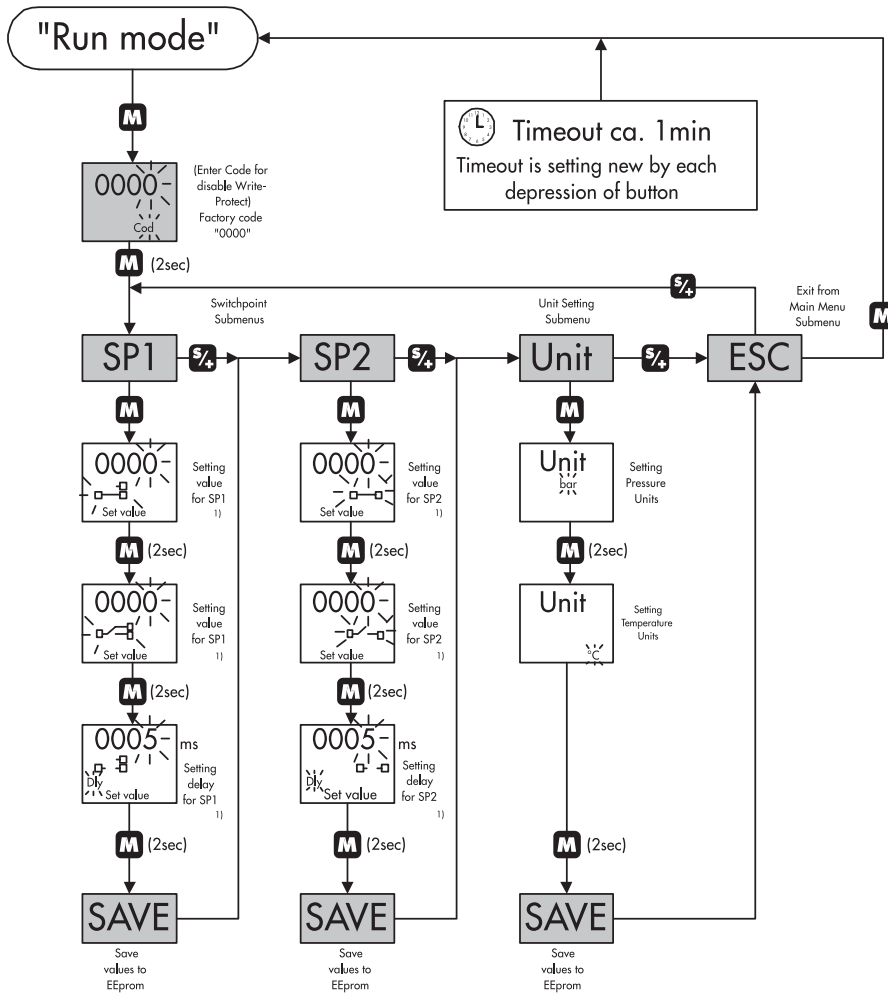 "Run mode"
M
Timeout ca. 1min
Timeout is setting new by each
depression of button
0000
Cod
(Enter Code for
disable Write-
Protect)
Factory code
"0000"
M (2sec)
S/+
Switchpoint
Submenus
Unit Setting
Submenu
Exit from
Main Menu
Submenu
M
SP1 S/+ SP2 S/+ Unit S/+ ESC
M M M
0000
Set value
Setting
value
for SP1
1)
0000
Set value
Setting
value
for SP2
1)
Unit
bar
Setting
Pressure
Units
M (2sec) M (2sec) M (2sec)
0000
Set value
Setting
value
for SP1
1)
0000
Set value
Setting
value
for SP2
1)
Unit
°C
Setting
Temperature
Units
M (2sec) M (2sec)
0005 ms
Dly
Set value
Setting
delay
for SP1
1)
0005 ms
Dly
Set value
Setting
delay
for SP2
1)
M (2sec) M (2sec) M (2sec)
SAVE SAVE SAVE
Save
values to
EEprom
Save
values to
EEprom
Save
values to
EEprom